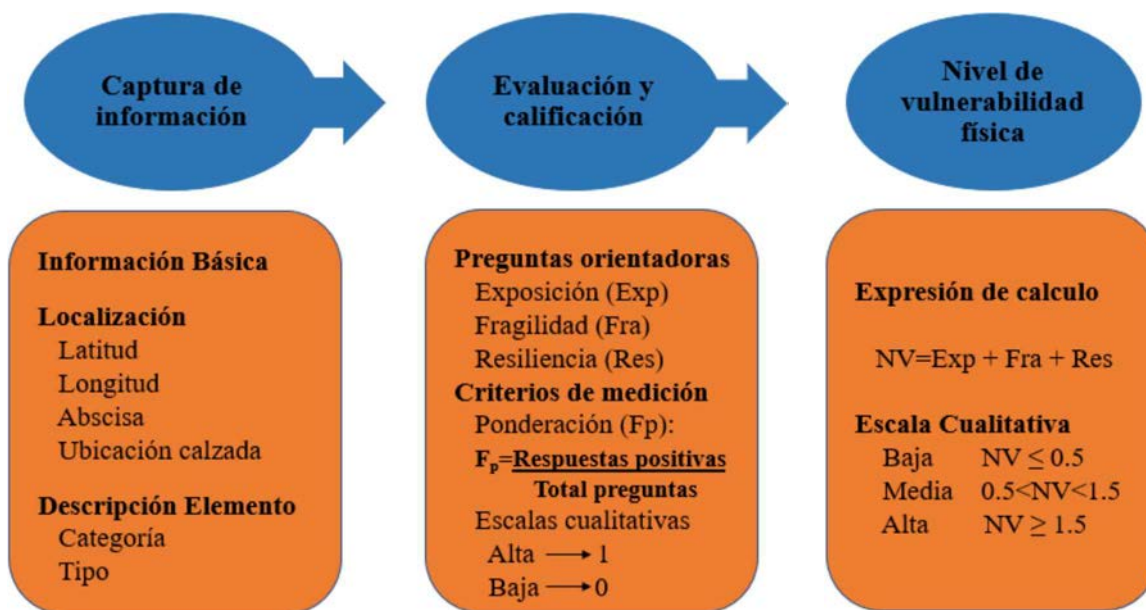 Captura de
información
Evaluación y
calificación
Nivel de
vulnerabilidad
física
Información Básica
Localización
Latitud
Longitud
Abscisa
Ubicación calzada
Descripción Elemento
Categoría
Tipo
Preguntas orientadoras
Exposición (Exp)
Fragilidad (Fra)
Resiliencia (Res)
Criterios de medición
Ponderación (Fp):
Fₚ=Respuestas positivas
Total preguntas
Escalas cualitativas
Alta → 1
Baja → 0
Expresión de calculo
NV=Exp + Fra + Res
Escala Cualitativa
Baja NV ≤ 0.5
Media 0.5<NV<1.5
Alta NV ≥ 1.5